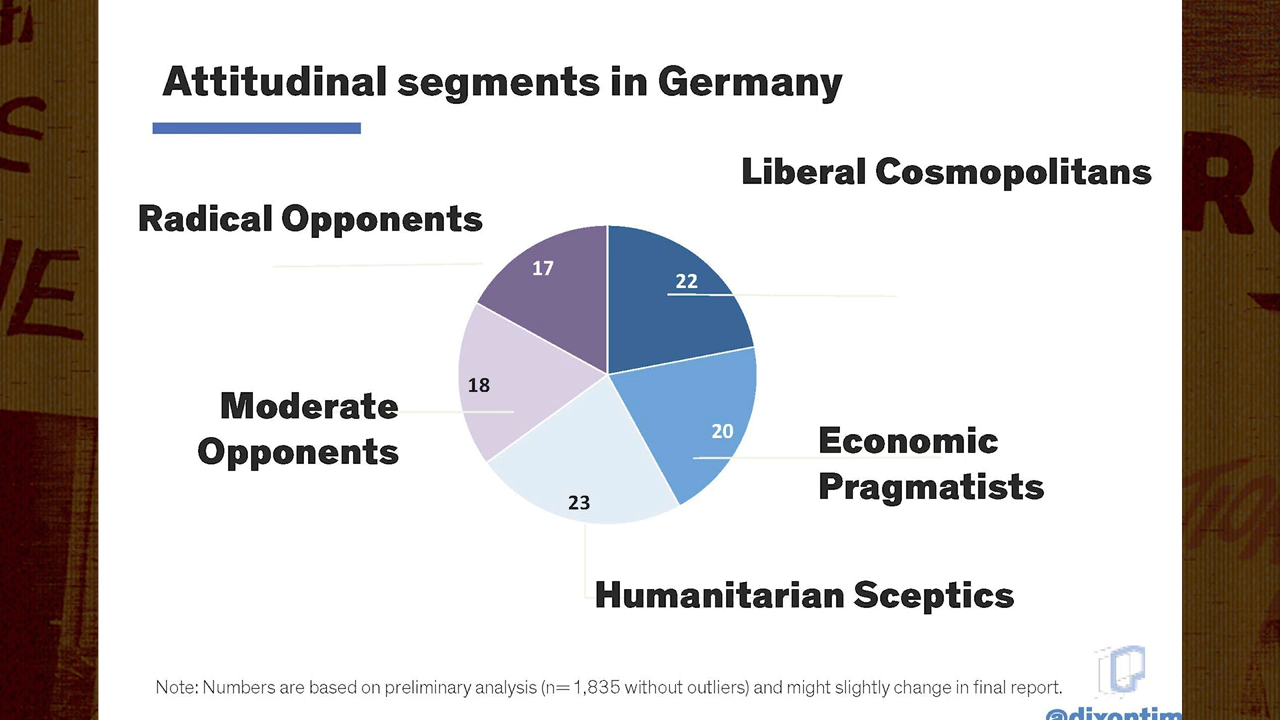 Attitudinal segments in Germany
Liberal Cosmopolitans
Radical Opponents
17
22
18
Moderate
Opponents
20
Economic
Pragmatists
23
Humanitarian Sceptics
Note: Numbers are based on preliminary analysis (n= 1,835 without outliers) and might slightly change in final report.
@dixontim